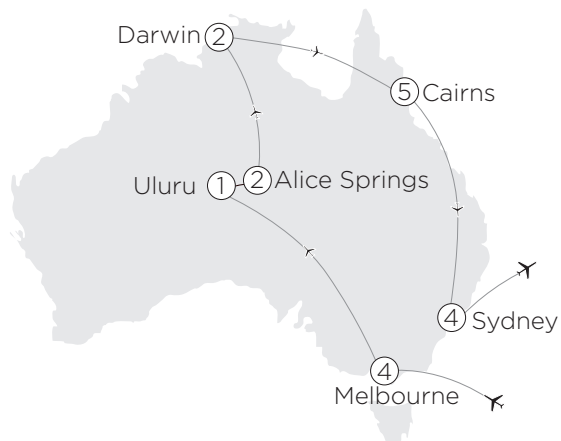 Darwin 2
5 Cairns
Uluru 1 2 Alice Springs
4 Sydney
4
Melbourne